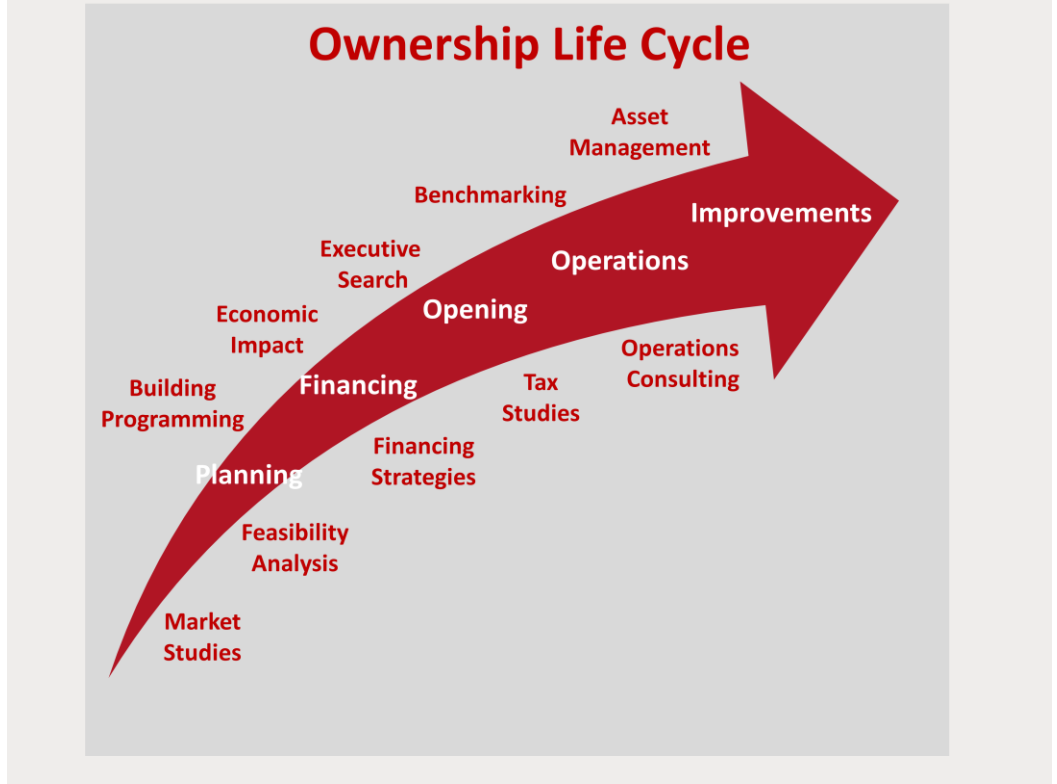 Ownership Life Cycle
Asset
Management
Benchmarking
Improvements
Executive
Search
Operations
Economic
Impact
Opening
Operations
Consulting
Building
Programming
Financing
Tax
Studies
Financing
Strategies
Planning
Feasibility
Analysis
Market
Studies